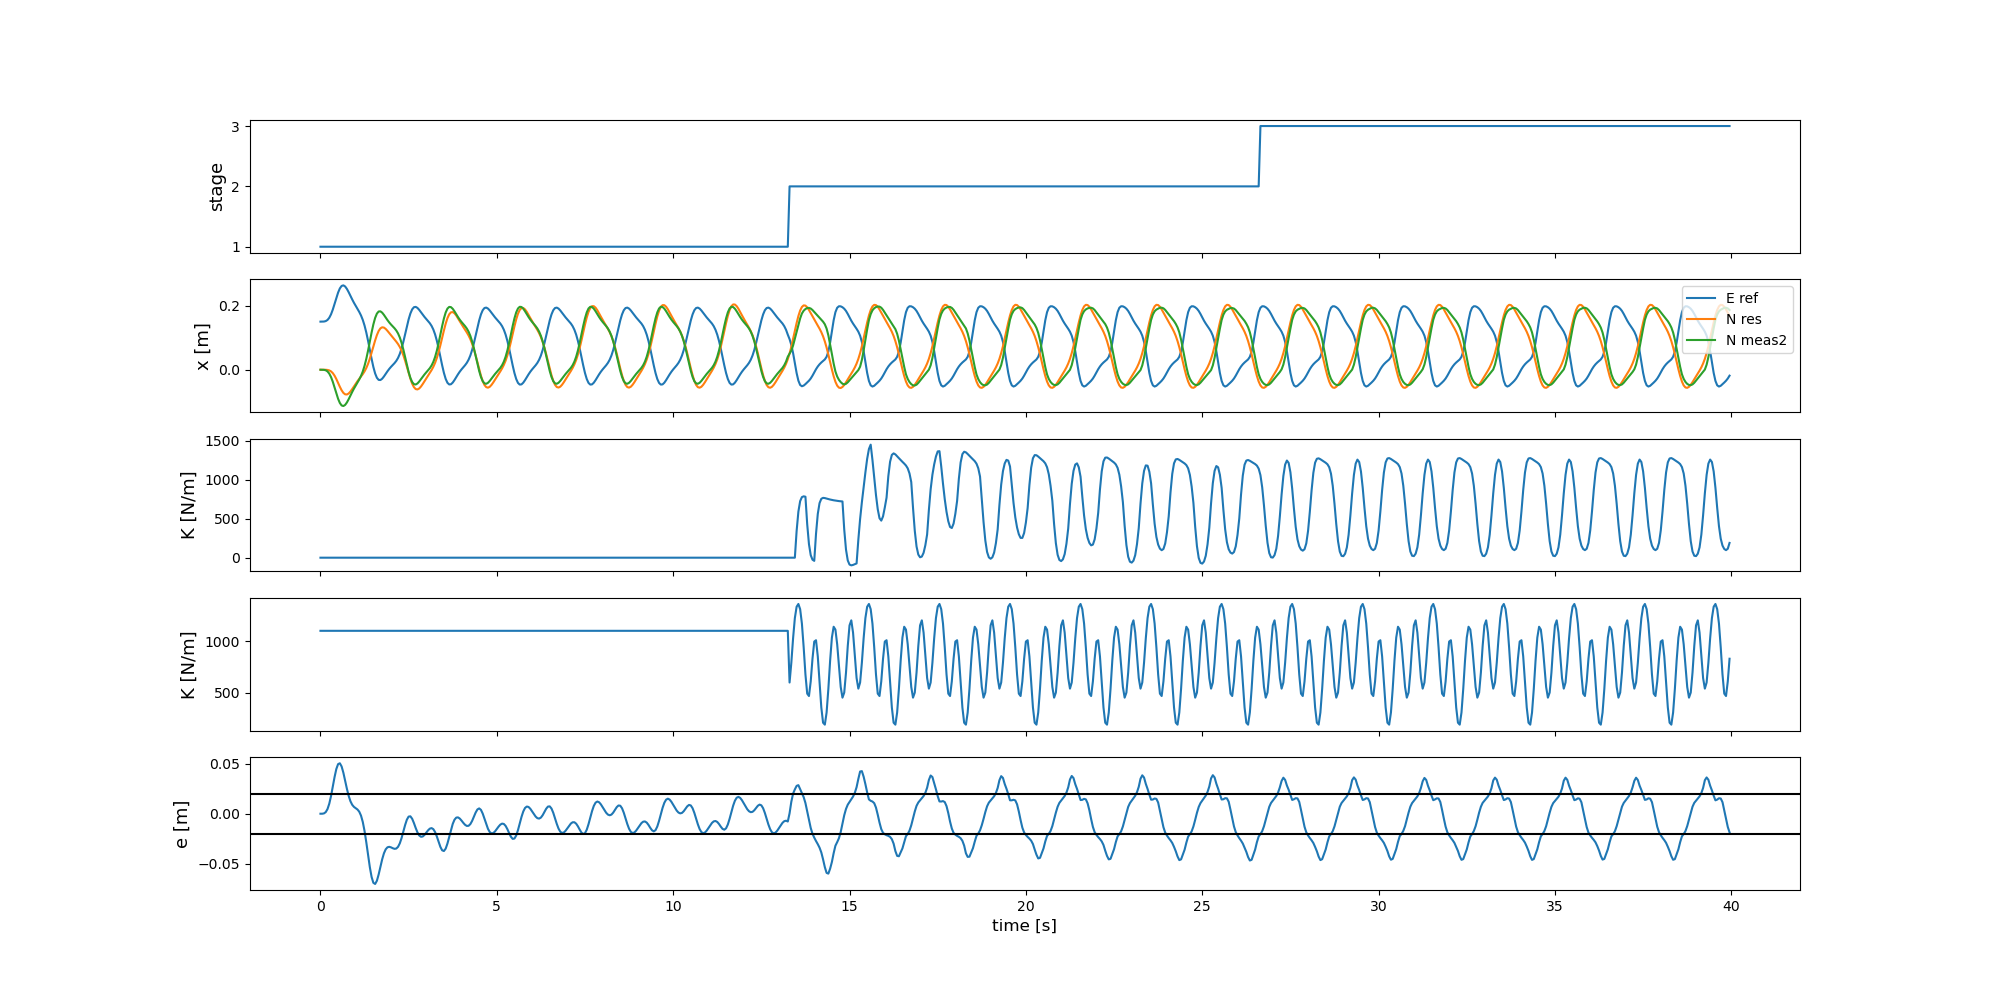 stage
3
2
1
x [m]
0.2
0.0
E ref
N res
N meas2
K [N/m]
1500
1000
500
0
K [N/m]
1000
500
e [m]
0.05
0.00
−0.05
0 5 10 15 20 25 30 35 40
time [s]